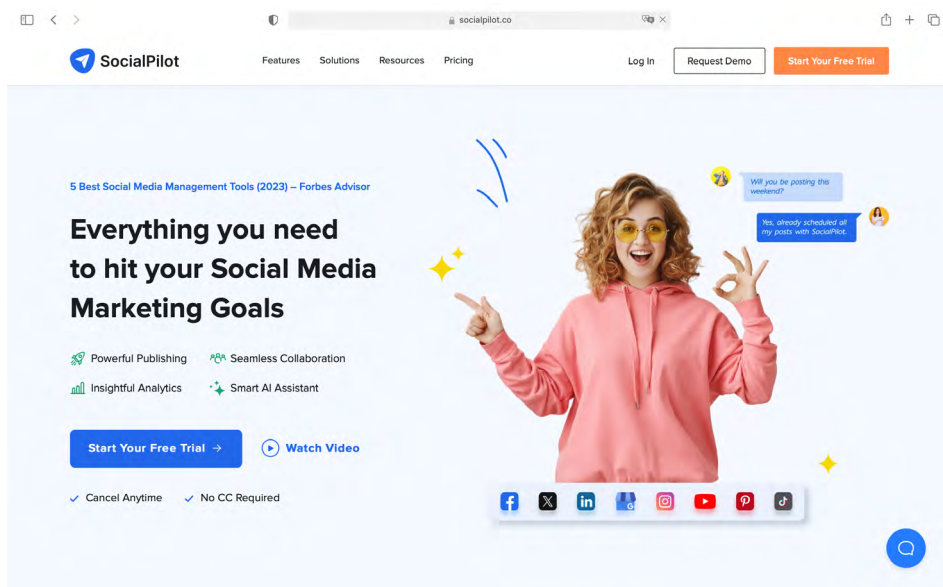 socialpilot.co
SocialPilot
Features Solutions Resources Pricing
Log In
Request Demo
Start Your Free Trial
5 Best Social Media Management Tools (2023) – Forbes Advisor
Everything you need
to hit your Social Media
Marketing Goals
Powerful Publishing
Seamless Collaboration
Insightful Analytics
Smart AI Assistant
Start Your Free Trial →
Watch Video
Cancel Anytime
No CC Required
Will you be posting this
weekend?
Yes, already scheduled all
my posts with SocialPilot.